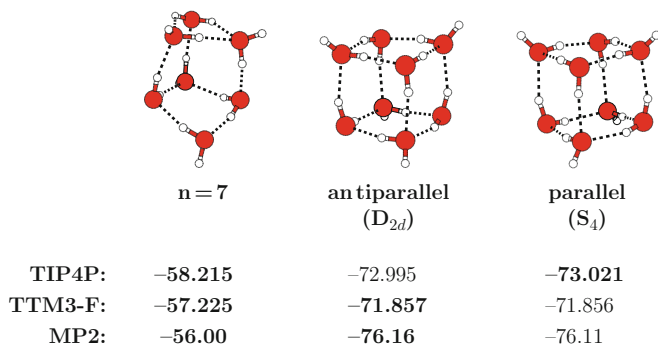 n = 7 antiparallel parallel
(D2d) (S4)
TIP4P: –58.215 –72.995 –73.021
TTM3-F: –57.225 –71.857 –71.856
MP2: –56.00 –76.16 –76.11